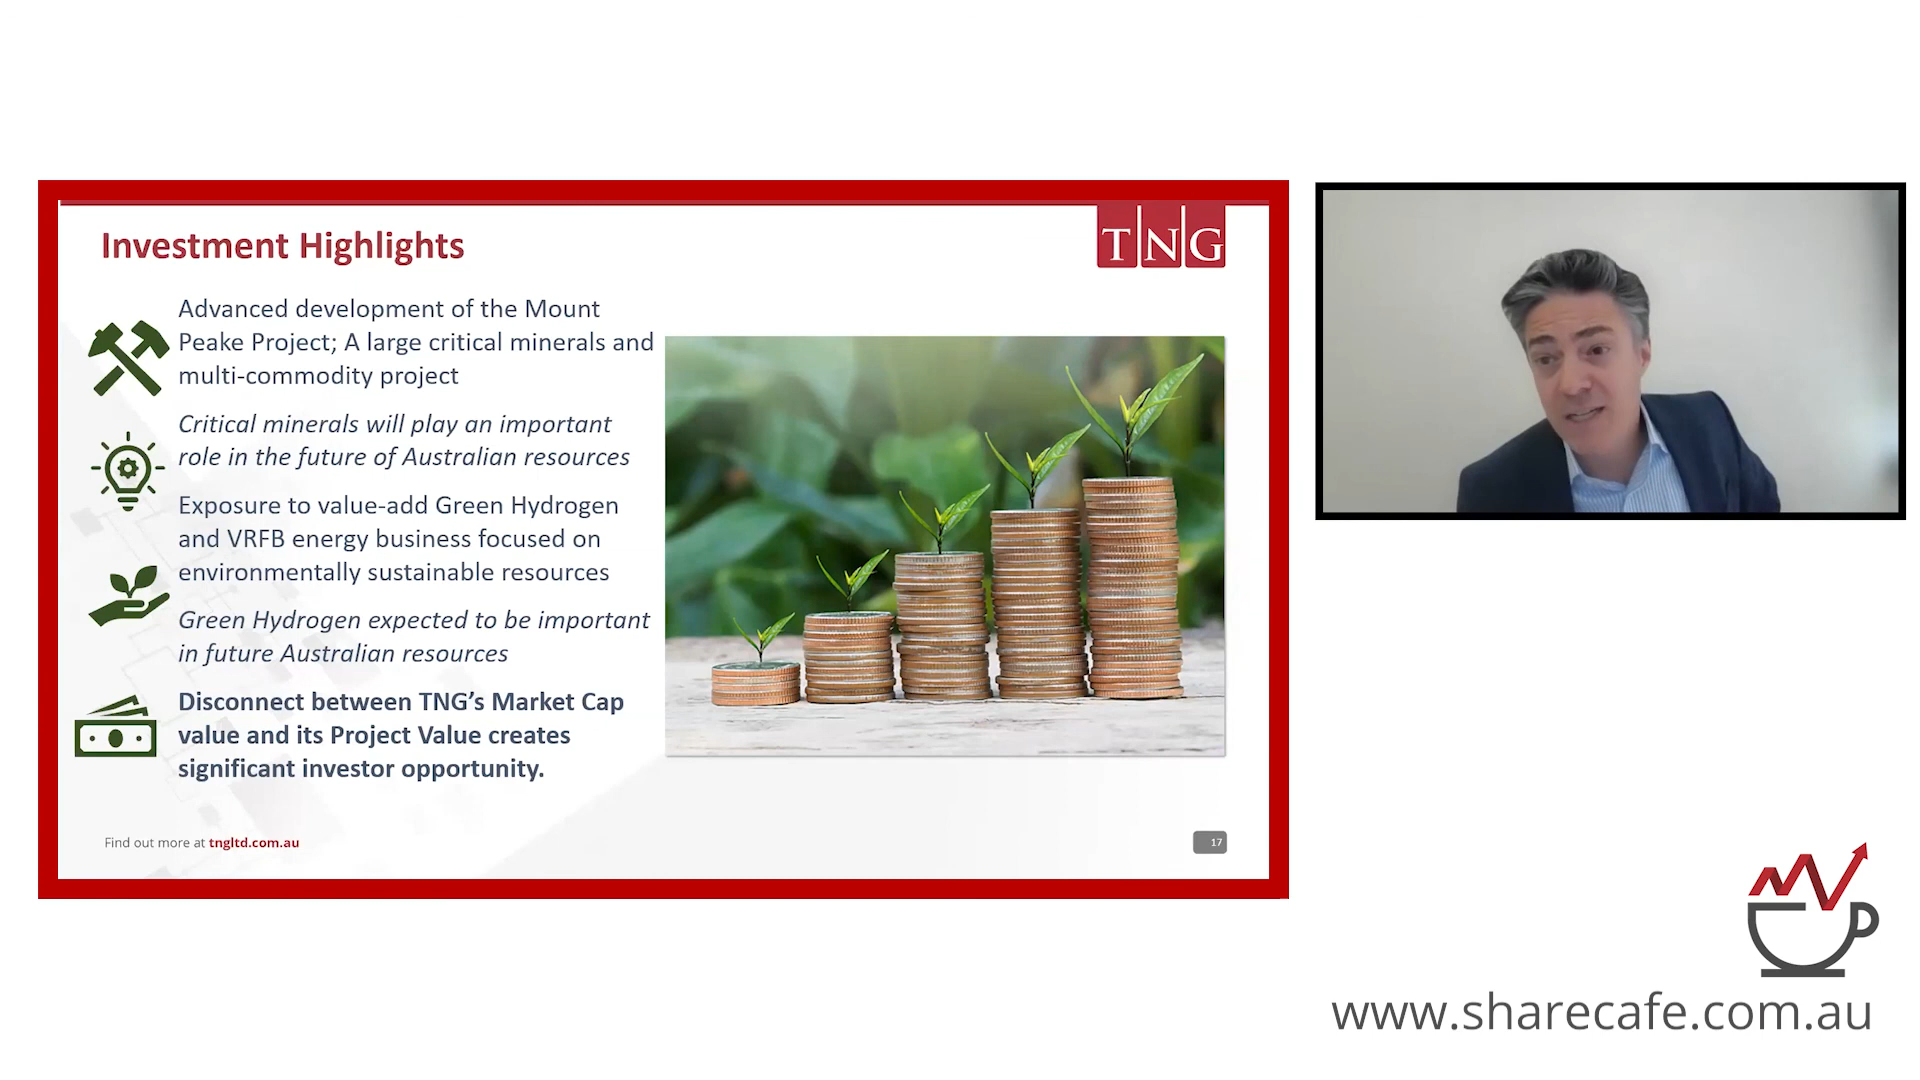 Investment Highlights
TNG
Advanced development of the Mount
Peake Project; A large critical minerals and
multi-commodity project
Critical minerals will play an important
role in the future of Australian resources
Exposure to value-add Green Hydrogen
and VRFB energy business focused on
environmentally sustainable resources
Green Hydrogen expected to be important
in future Australian resources
Disconnect between TNG’s Market Cap
value and its Project Value creates
significant investor opportunity.
Find out more at tngltd.com.au
17
www.sharecafe.com.au